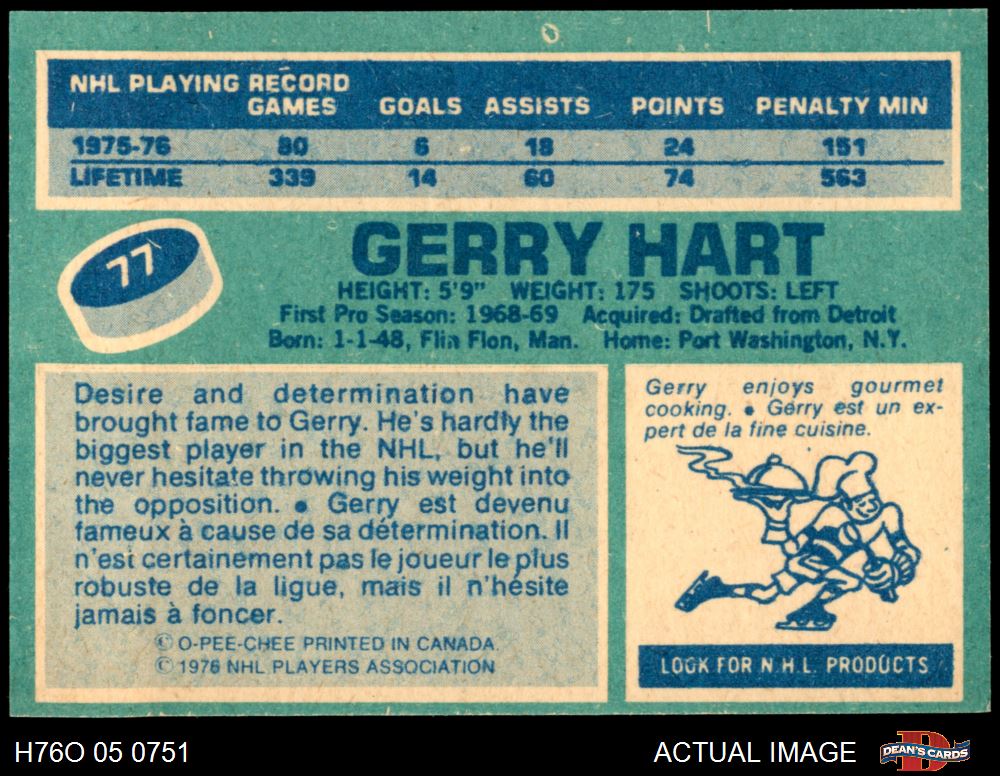 NHL PLAYING RECORD
GAMES GOALS ASSISTS POINTS PENALTY MIN
1975-76 80 6 18 24 151
LIFETIME 339 14 60 74 563
77
GERRY HART
HEIGHT: 5'9" WEIGHT: 175 SHOOTS: LEFT
First Pro Season: 1968-69 Acquired: Drafted from Detroit
Born: 1-1-48, Flin Flon, Man. Home: Port Washington, N.Y.
Desire and determination have
brought fame to Gerry. He's hardly the
biggest player in the NHL, but he'll
never hesitate throwing his weight into
the opposition. ● Gerry est devenu
fameux à cause de sa détermination. Il
n'est certainement pas le joueur le plus
robuste de la ligue, mais il n'hésite
jamais à foncer.
© O-PEE-CHEE PRINTED IN CANADA.
© 1976 NHL PLAYERS ASSOCIATION
Gerry enjoys gourmet
cooking. ● Gerry est un ex-
pert de la fine cuisine.
LOOK FOR N.H.L. PRODUCTS
H76O 05 0751
ACTUAL IMAGE
D
DEAN'S CARDS